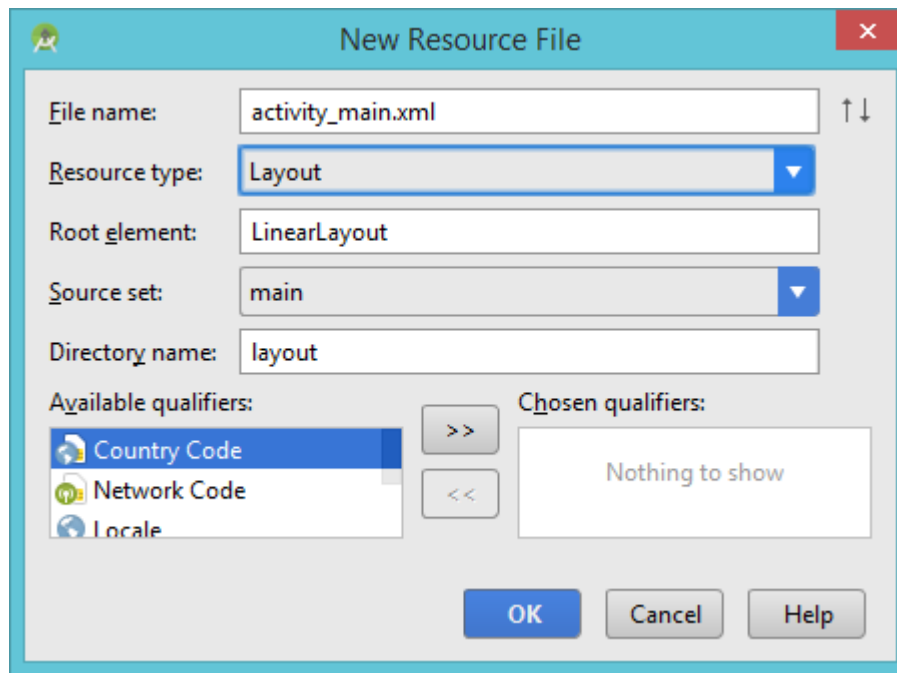 New Resource File
File name: activity_main.xml
Resource type: Layout
Root element: LinearLayout
Source set: main
Directory name: layout
Available qualifiers: Chosen qualifiers:
Country Code >> Nothing to show
Network Code <<
Locale
OK Cancel Help